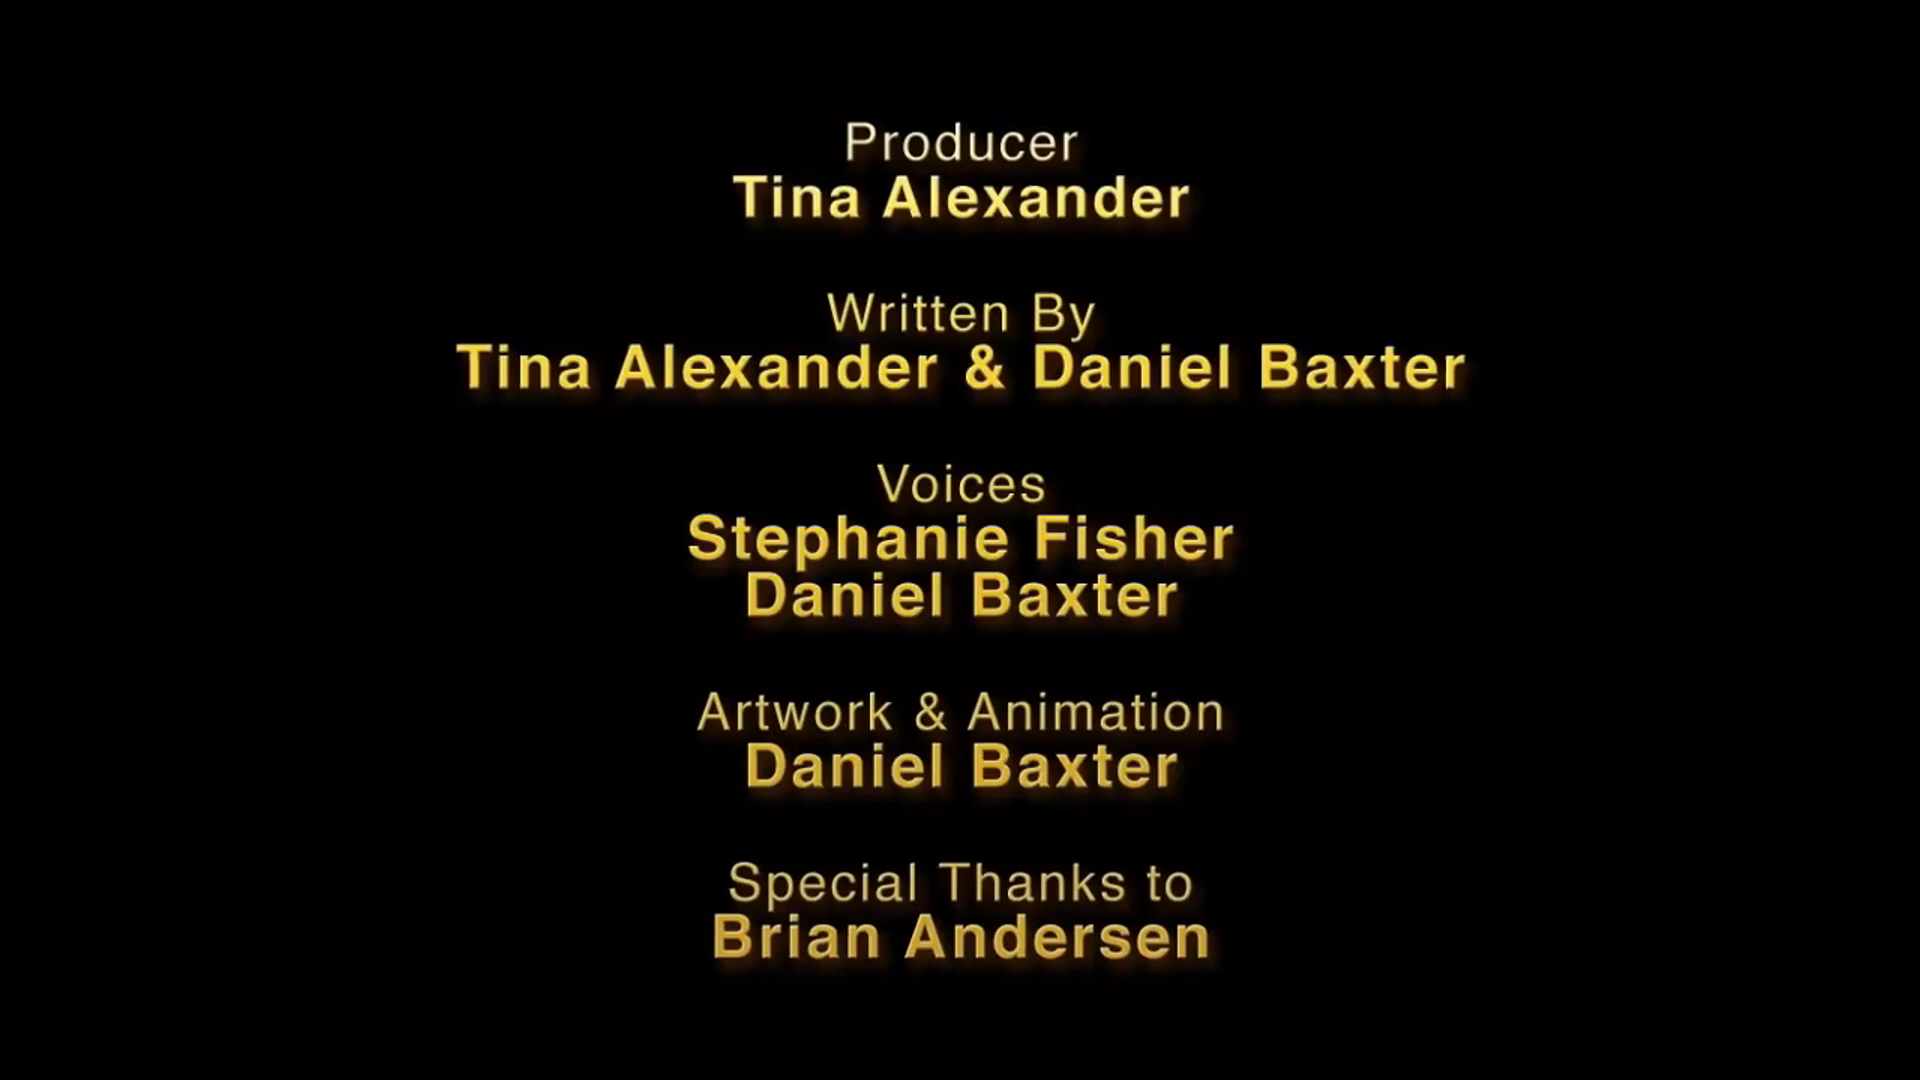 Producer
Tina Alexander
Written By
Tina Alexander & Daniel Baxter
Voices
Stephanie Fisher
Daniel Baxter
Artwork & Animation
Daniel Baxter
Special Thanks to
Brian Andersen